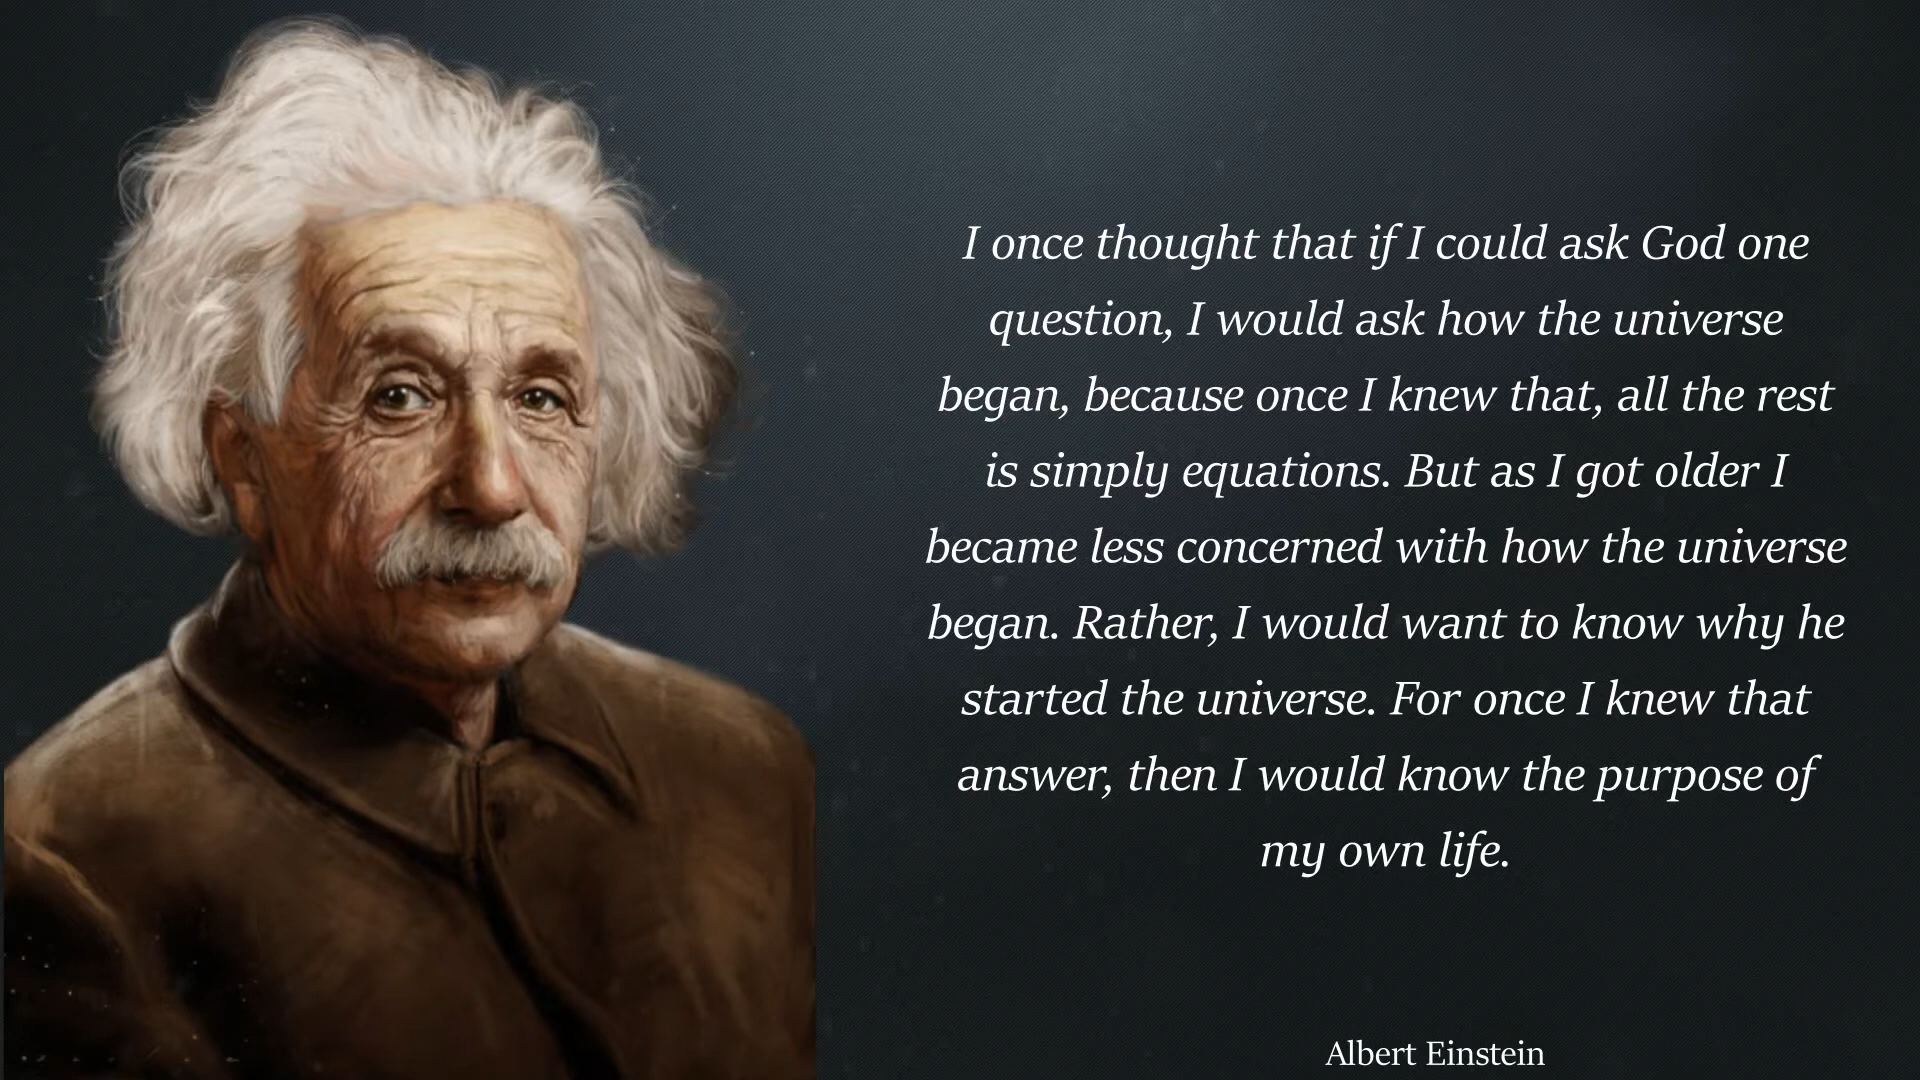 I once thought that if I could ask God one
question, I would ask how the universe
began, because once I knew that, all the rest
is simply equations. But as I got older I
became less concerned with how the universe
began. Rather, I would want to know why he
started the universe. For once I knew that
answer, then I would know the purpose of
my own life.
Albert Einstein